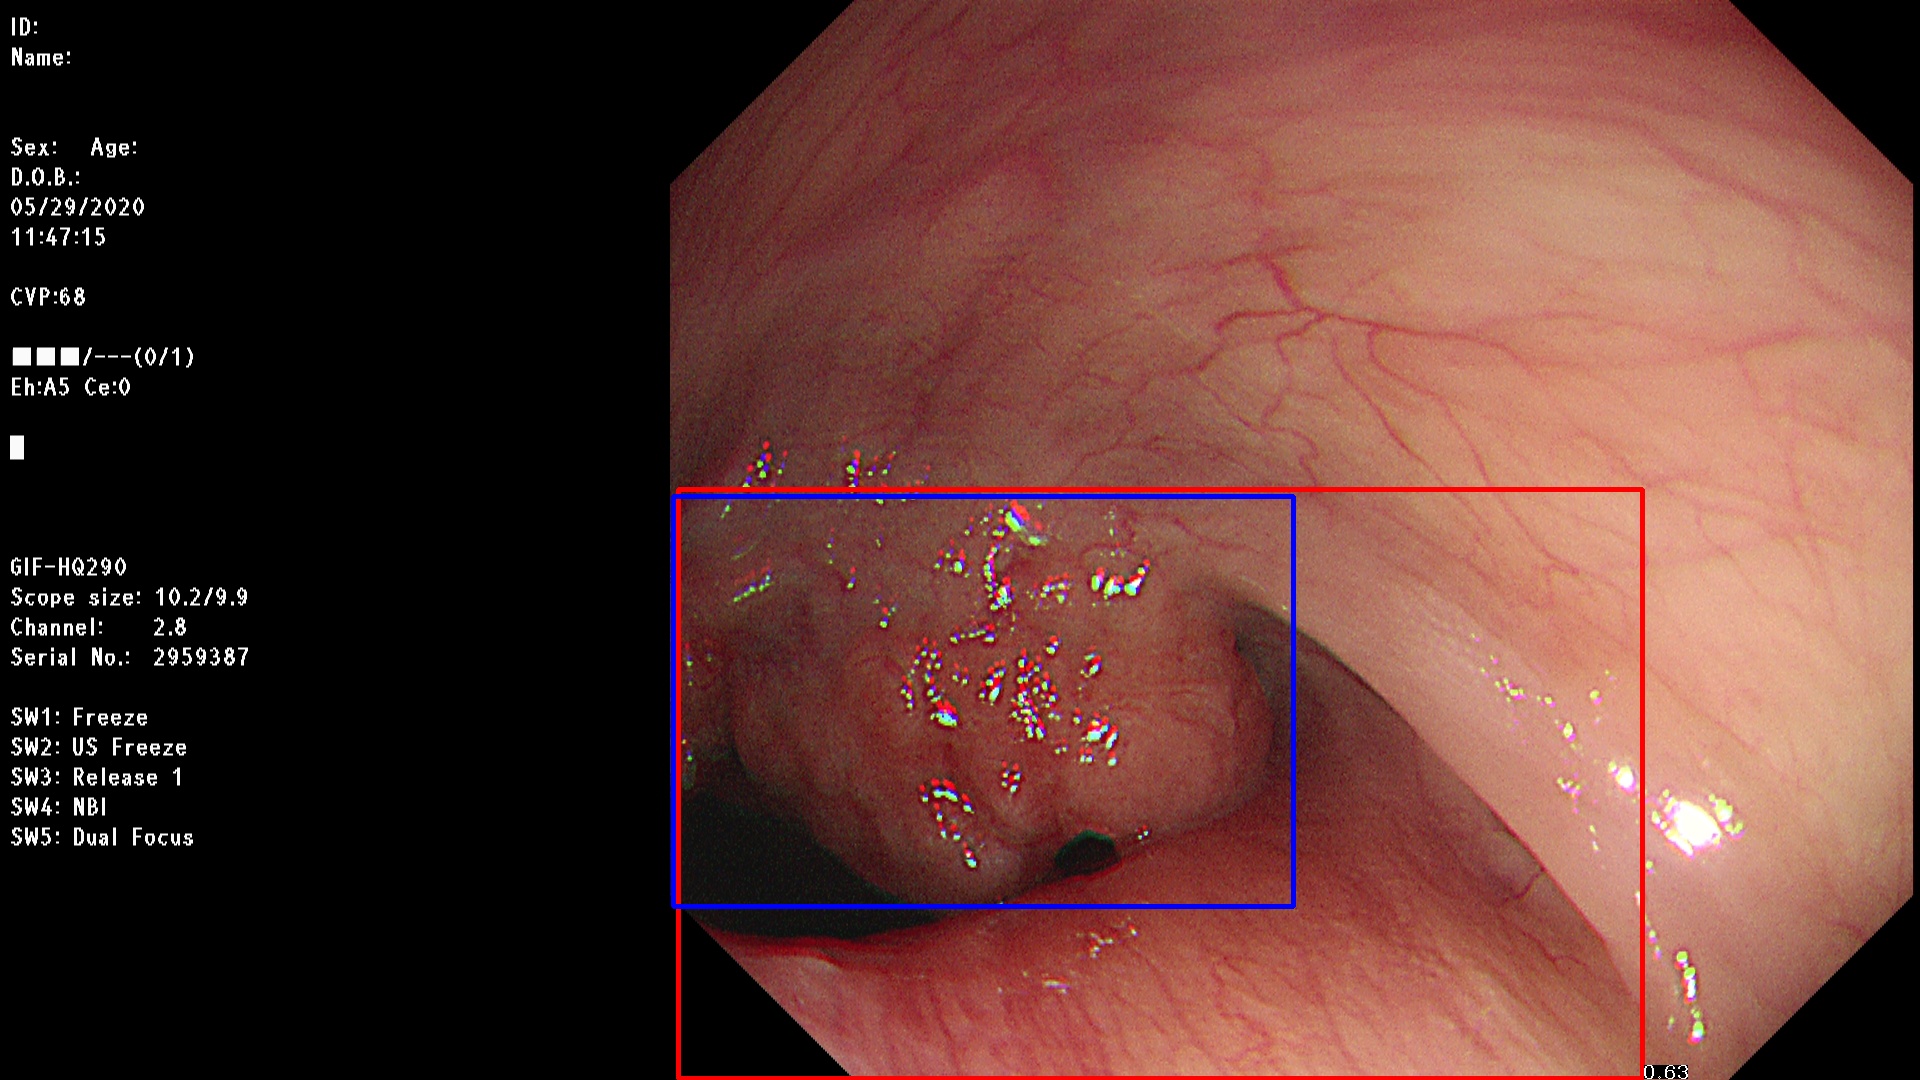 ID:
Name:
Sex: Age:
D.O.B.:
05/29/2020
11:47:15
CVP:68
■■■/---(0/1)
Eh:A5 Ce:0
GIF-HQ290
Scope size: 10.2/9.9
Channel: 2.8
Serial No.: 2959387
SW1: Freeze
SW2: US Freeze
SW3: Release 1
SW4: NBI
SW5: Dual Focus
0.63